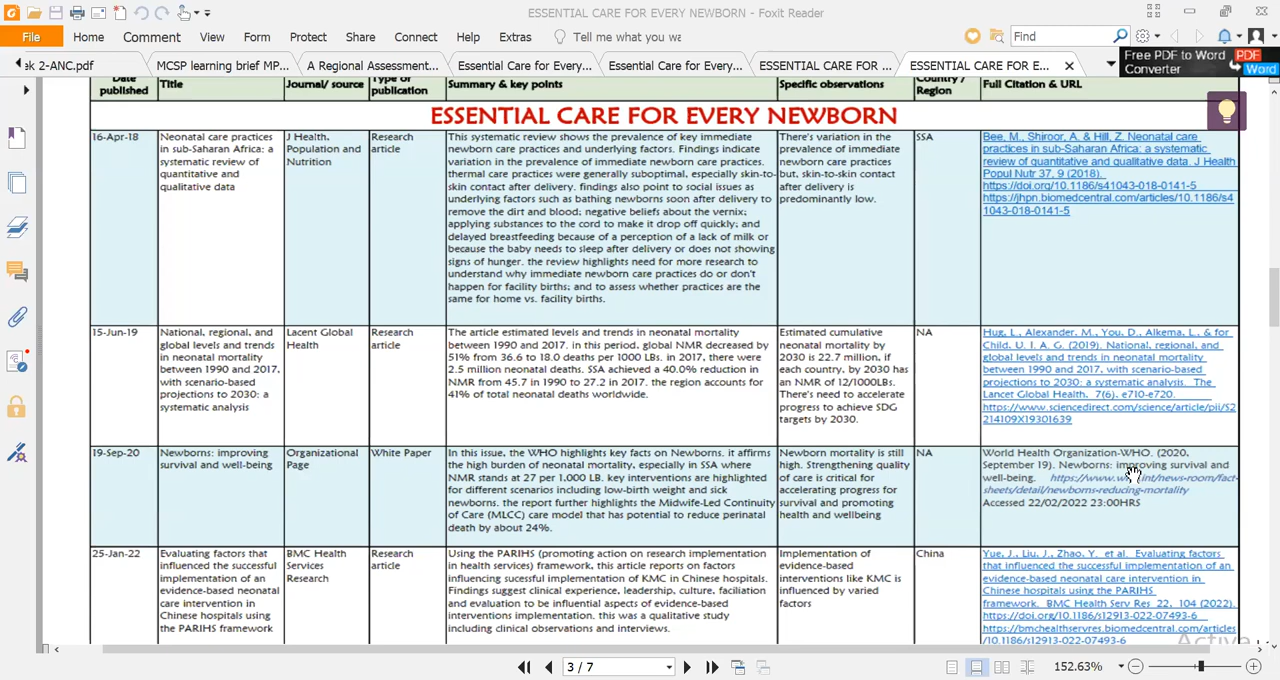 ESSENTIAL CARE FOR EVERY NEWBORN - Foxit Reader
File Home Comment View Form Protect Share Connect Help Extras Tell me what you wa Find
ek 2-ANC.pdf MCSP learning brief MP... A Regional Assessment... Essential Care for Every... Essential Care for Every... ESSENTIAL CARE FOR ... ESSENTIAL CARE FOR E...
Free PDF to Word
Converter
PDF
Word
Date published
Title
Journal/ source
Type of publication
Summary & key points
Specific observations
Country / Region
Full Citation & URL
ESSENTIAL CARE FOR EVERY NEWBORN
16-Apr-18
Neonatal care practices
in sub-Saharan Africa: a
systematic review of
quantitative and
qualitative data
J Health,
Population and
Nutrition
Research
article
This systematic review shows the prevalence of key immediate
newborn care practices and underlying factors. Findings indicate
variation in the prevalence of immediate newborn care practices.
thermal care practices were generally suboptimal, especially skin-to-
skin contact after delivery. findings also point to social issues as
underlying factors such as bathing newborns soon after delivery to
remove the dirt and blood; negative beliefs about the vernix;
applying substances to the cord to make it drop off quickly; and
delayed breastfeeding because of a perception of a lack of milk or
because the baby needs to sleep after delivery or does not showing
signs of hunger. the review highlights need for more research to
understand why immediate newborn care practices do or don't
happen for facility births; and to assess whether practices are the
same for home vs. facility births.
There's variation in the
prevalence of immediate
newborn care practices
but, skin-to-skin contact
after delivery is
predominantly low.
SSA
Bee, M., Shiroor, A. & Hill, Z. Neonatal care
practices in sub-Saharan Africa: a systematic
review of quantitative and qualitative data. J Health
Popul Nutr 37, 9 (2018).
https://doi.org/10.1186/s41043-018-0141-5
https://jhpn.biomedcentral.com/articles/10.1186/s4
1043-018-0141-5
15-Jun-19
National, regional, and
global levels and trends
in neonatal mortality
between 1990 and 2017,
with scenario-based
projections to 2030: a
systematic analysis
Lacent Global
Health
Research
article
The article estimated levels and trends in neonatal mortality
between 1990 and 2017. in this period, global NMR decreased by
51% from 36.6 to 18.0 deaths per 1000 LBs. in 2017, there were
2.5 million neonatal deaths. SSA achieved a 40.0% reduction in
NMR from 45.7 in 1990 to 27.2 in 2017. the region accounts for
41% of total neonatal deaths worldwide.
Estimated cumulative
neonatal mortality by
2030 is 22.7 million, if
each country, by 2030 has
an NMR of 12/1000LBs.
There's need to accelerate
progress to achieve SDG
targets by 2030.
NA
Hug, L., Alexander, M., You, D., Alkema, L., & for
Child, U. I. A. G. (2019). National, regional, and
global levels and trends in neonatal mortality
between 1990 and 2017, with scenario-based
projections to 2030: a systematic analysis. The
Lancet Global Health, 7(6), e710-e720.
https://www.sciencedirect.com/science/article/pii/S2
214109X19301639
19-Sep-20
Newborns: improving
survival and well-being
Organizational
Page
White Paper
In this issue, the WHO highlights key facts on Newborns. it affirms
the high burden of neonatal mortality, especially in SSA where
NMR stands at 27 per 1,000 LB. key interventions are highlighted
for different scenarios including low-birth weight and sick
newborns. the report further highlights the Midwife-Led Continuity
of Care (MLCC) care model that has potential to reduce perinatal
death by about 24%.
Newborn mortality is still
high. Strengthening quality
of care is critical for
accelerating progress for
survival and promoting
health and wellbeing
NA
World Health Organization-WHO. (2020,
September 19). Newborns: improving survival and
well-being. https://www.who.int/news-room/fact-
sheets/detail/newborns-reducing-mortality
Accessed 22/02/2022 23:00HRS
25-Jan-22
Evaluating factors that
influenced the successful
implementation of an
evidence-based neonatal
care intervention in
Chinese hospitals using
the PARIHS framework
BMC Health
Services
Research
Research
article
Using the PARIHS (promoting action on research implementation
in health services) framework, this article reports on factors
influencing sucessful implementation of KMC in Chinese hospitals.
Findings suggest clinical experience, leadership, culture, faciliation
and evaluation to be influential aspects of evidence-based
interventions implementation. this was a qualitative study
including clinical observations and interviews.
Implementation of
evidence-based
interventions like KMC is
influenced by varied
factors
China
Yue, J., Liu, J., Zhao, Y. et al. Evaluating factors
that influenced the successful implementation of an
evidence-based neonatal care intervention in
Chinese hospitals using the PARIHS
framework. BMC Health Serv Res 22, 104 (2022).
https://doi.org/10.1186/s12913-022-07493-6
https://bmchealthservres.biomedcentral.com/articles
/10.1186/s12913-022-07493-6
3 / 7
152.63%